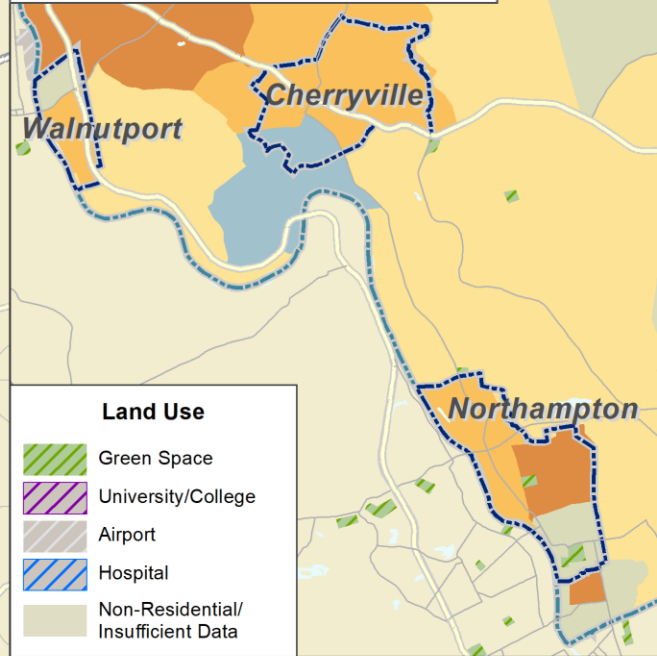 Cherryville
Walnutport
Northampton
Land Use
Green Space
University/College
Airport
Hospital
Non-Residential/
Insufficient Data